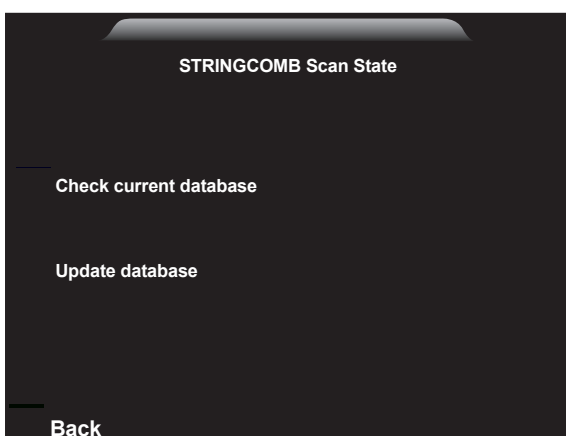 STRINGCOMB Scan State
Check current database
Update database
Back